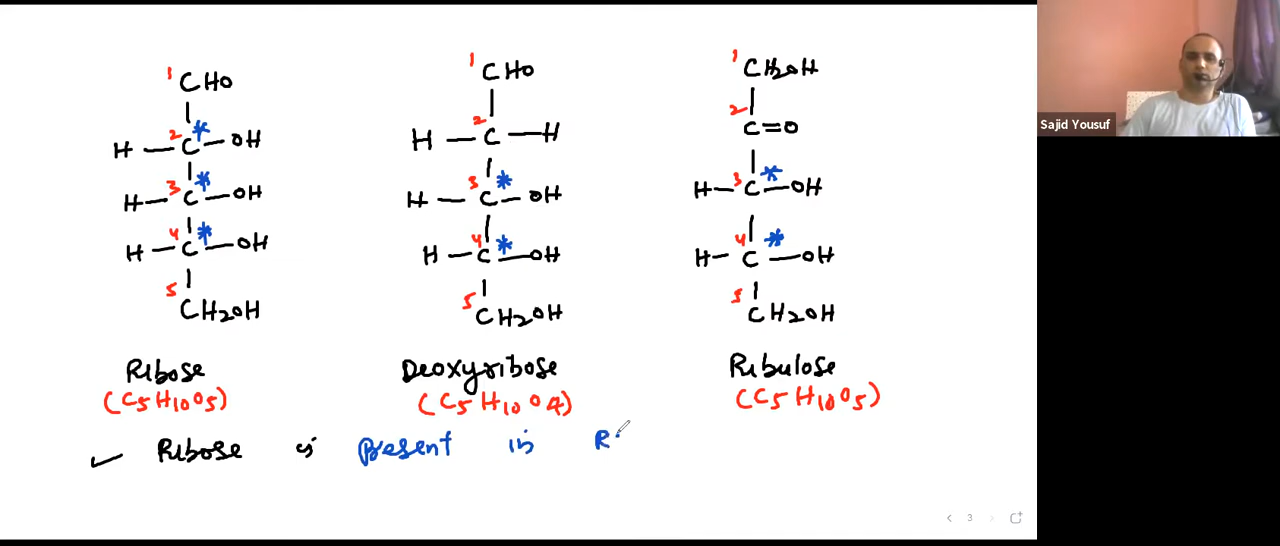 1 CHO
2 *
H — C — OH
3 *
H — C — OH
4 *
H — C — OH
5
CH2OH
Ribose
(C5H10O5)
1 CHO
2
H — C — H
3 *
H — C — OH
4 *
H — C — OH
5
CH2OH
Deoxyribose
(C5H10O4)
1 CH2OH
2
C=O
3 *
H — C — OH
4 *
H — C — OH
5
CH2OH
Ribulose
(C5H10O5)
✓ Ribose is present in R
Sajid Yousuf
3